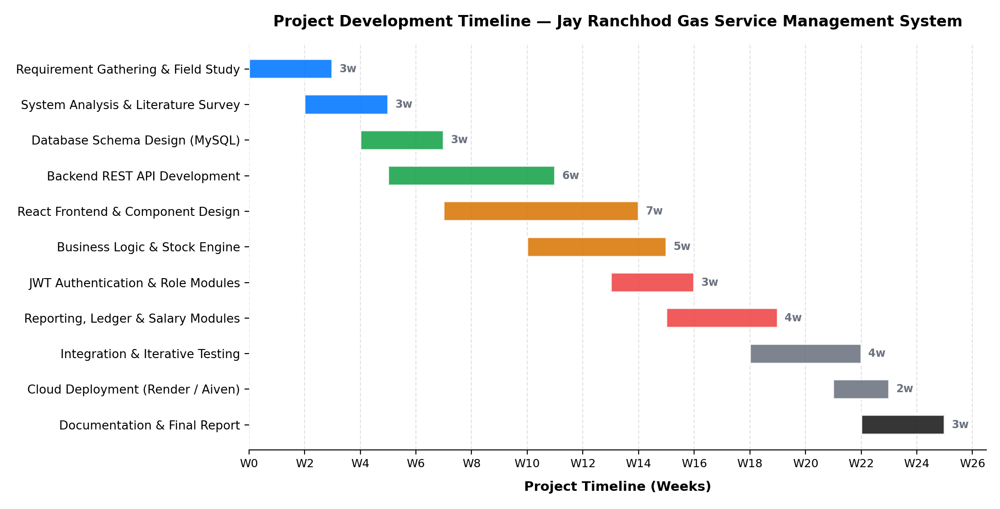 Project Development Timeline — Jay Ranchhod Gas Service Management System
Requirement Gathering & Field Study 3w
System Analysis & Literature Survey 3w
Database Schema Design (MySQL) 3w
Backend REST API Development 6w
React Frontend & Component Design 7w
Business Logic & Stock Engine 5w
JWT Authentication & Role Modules 3w
Reporting, Ledger & Salary Modules 4w
Integration & Iterative Testing 4w
Cloud Deployment (Render / Aiven) 2w
Documentation & Final Report 3w
W0 W2 W4 W6 W8 W10 W12 W14 W16 W18 W20 W22 W24 W26
Project Timeline (Weeks)